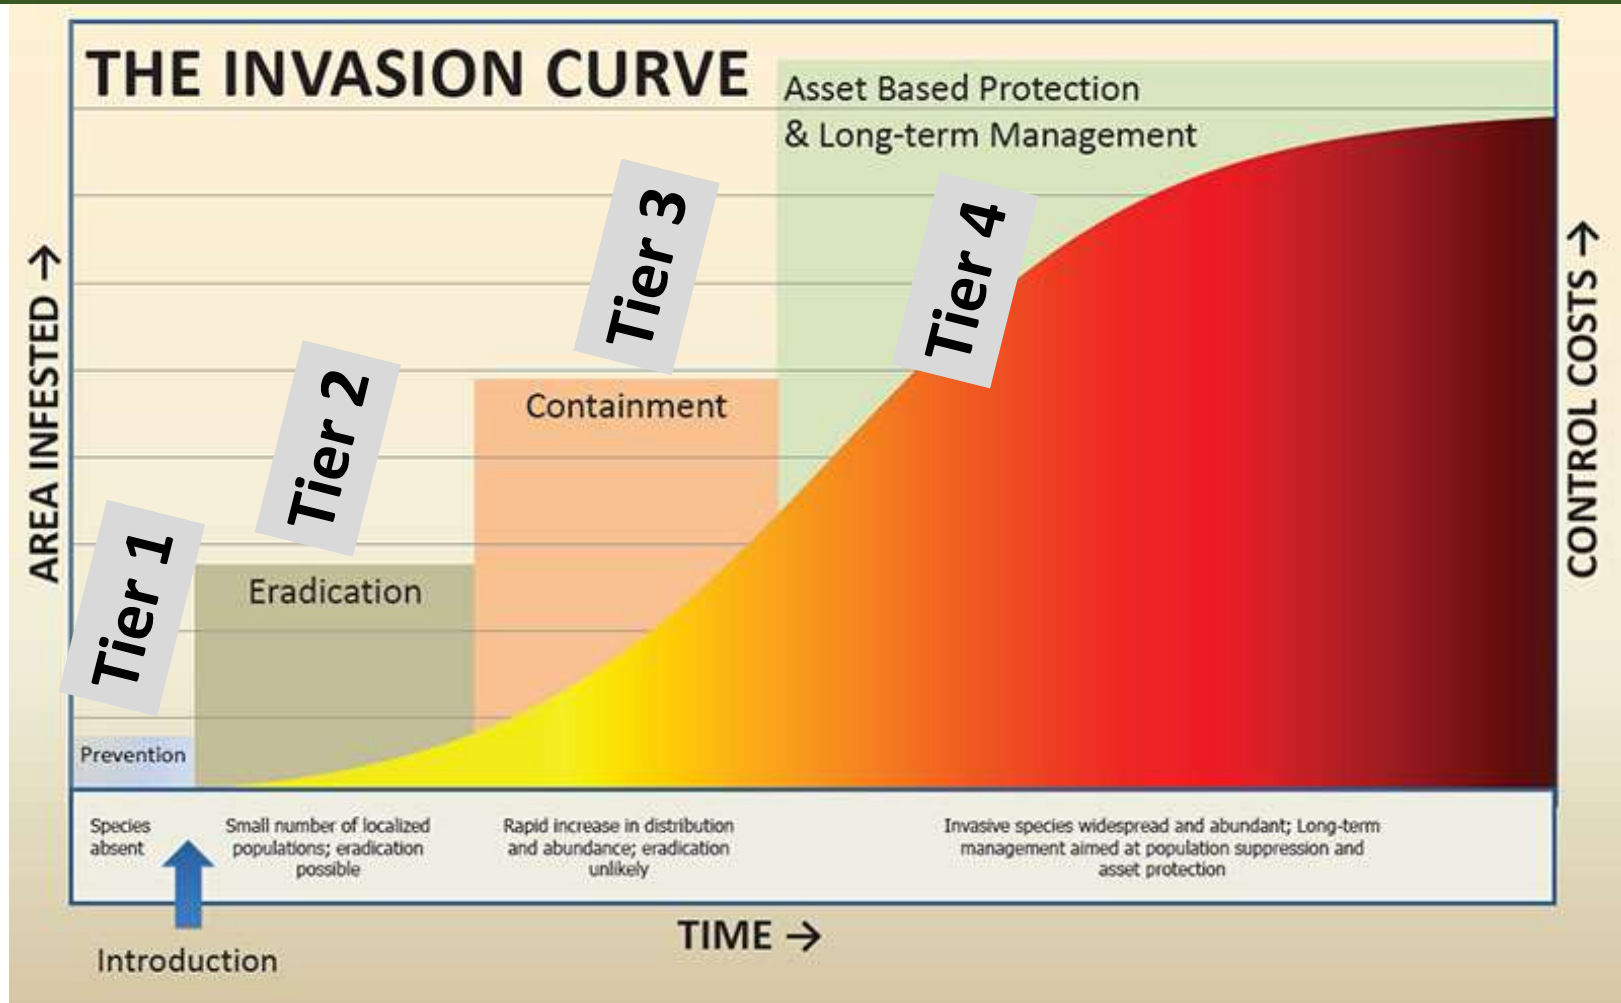 THE INVASION CURVE
Asset Based Protection
& Long-term Management
Tier 1
Tier 2
Tier 3
Tier 4
Prevention
Eradication
Containment
AREA INFESTED →
CONTROL COSTS →
Species
absent
Small number of localized
populations; eradication
possible
Rapid increase in distribution
and abundance; eradication
unlikely
Invasive species widespread and abundant; Long-term
management aimed at population suppression and
asset protection
TIME →
Introduction